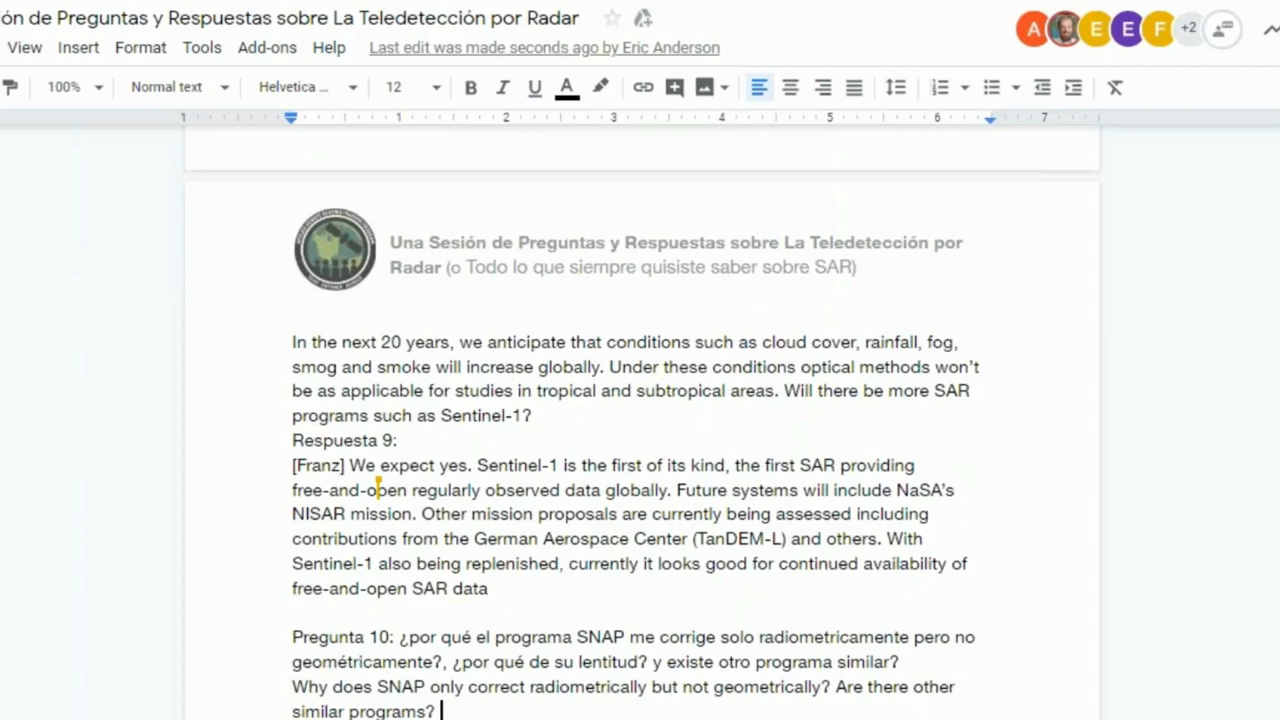 ón de Preguntas y Respuestas sobre La Teledetección por Radar
View Insert Format Tools Add-ons Help Last edit was made seconds ago by Eric Anderson
A E E F +2
100% Normal text Helvetica ... 12 B I U A
1 1 2 3 4 5 6 7
Una Sesión de Preguntas y Respuestas sobre La Teledetección por
Radar (o Todo lo que siempre quisiste saber sobre SAR)
In the next 20 years, we anticipate that conditions such as cloud cover, rainfall, fog,
smog and smoke will increase globally. Under these conditions optical methods won’t
be as applicable for studies in tropical and subtropical areas. Will there be more SAR
programs such as Sentinel-1?
Respuesta 9:
[Franz] We expect yes. Sentinel-1 is the first of its kind, the first SAR providing
free-and-open regularly observed data globally. Future systems will include NaSA’s
NISAR mission. Other mission proposals are currently being assessed including
contributions from the German Aerospace Center (TanDEM-L) and others. With
Sentinel-1 also being replenished, currently it looks good for continued availability of
free-and-open SAR data
Pregunta 10: ¿por qué el programa SNAP me corrige solo radiometricamente pero no
geométricamente?, ¿por qué de su lentitud? y existe otro programa similar?
Why does SNAP only correct radiometrically but not geometrically? Are there other
similar programs?